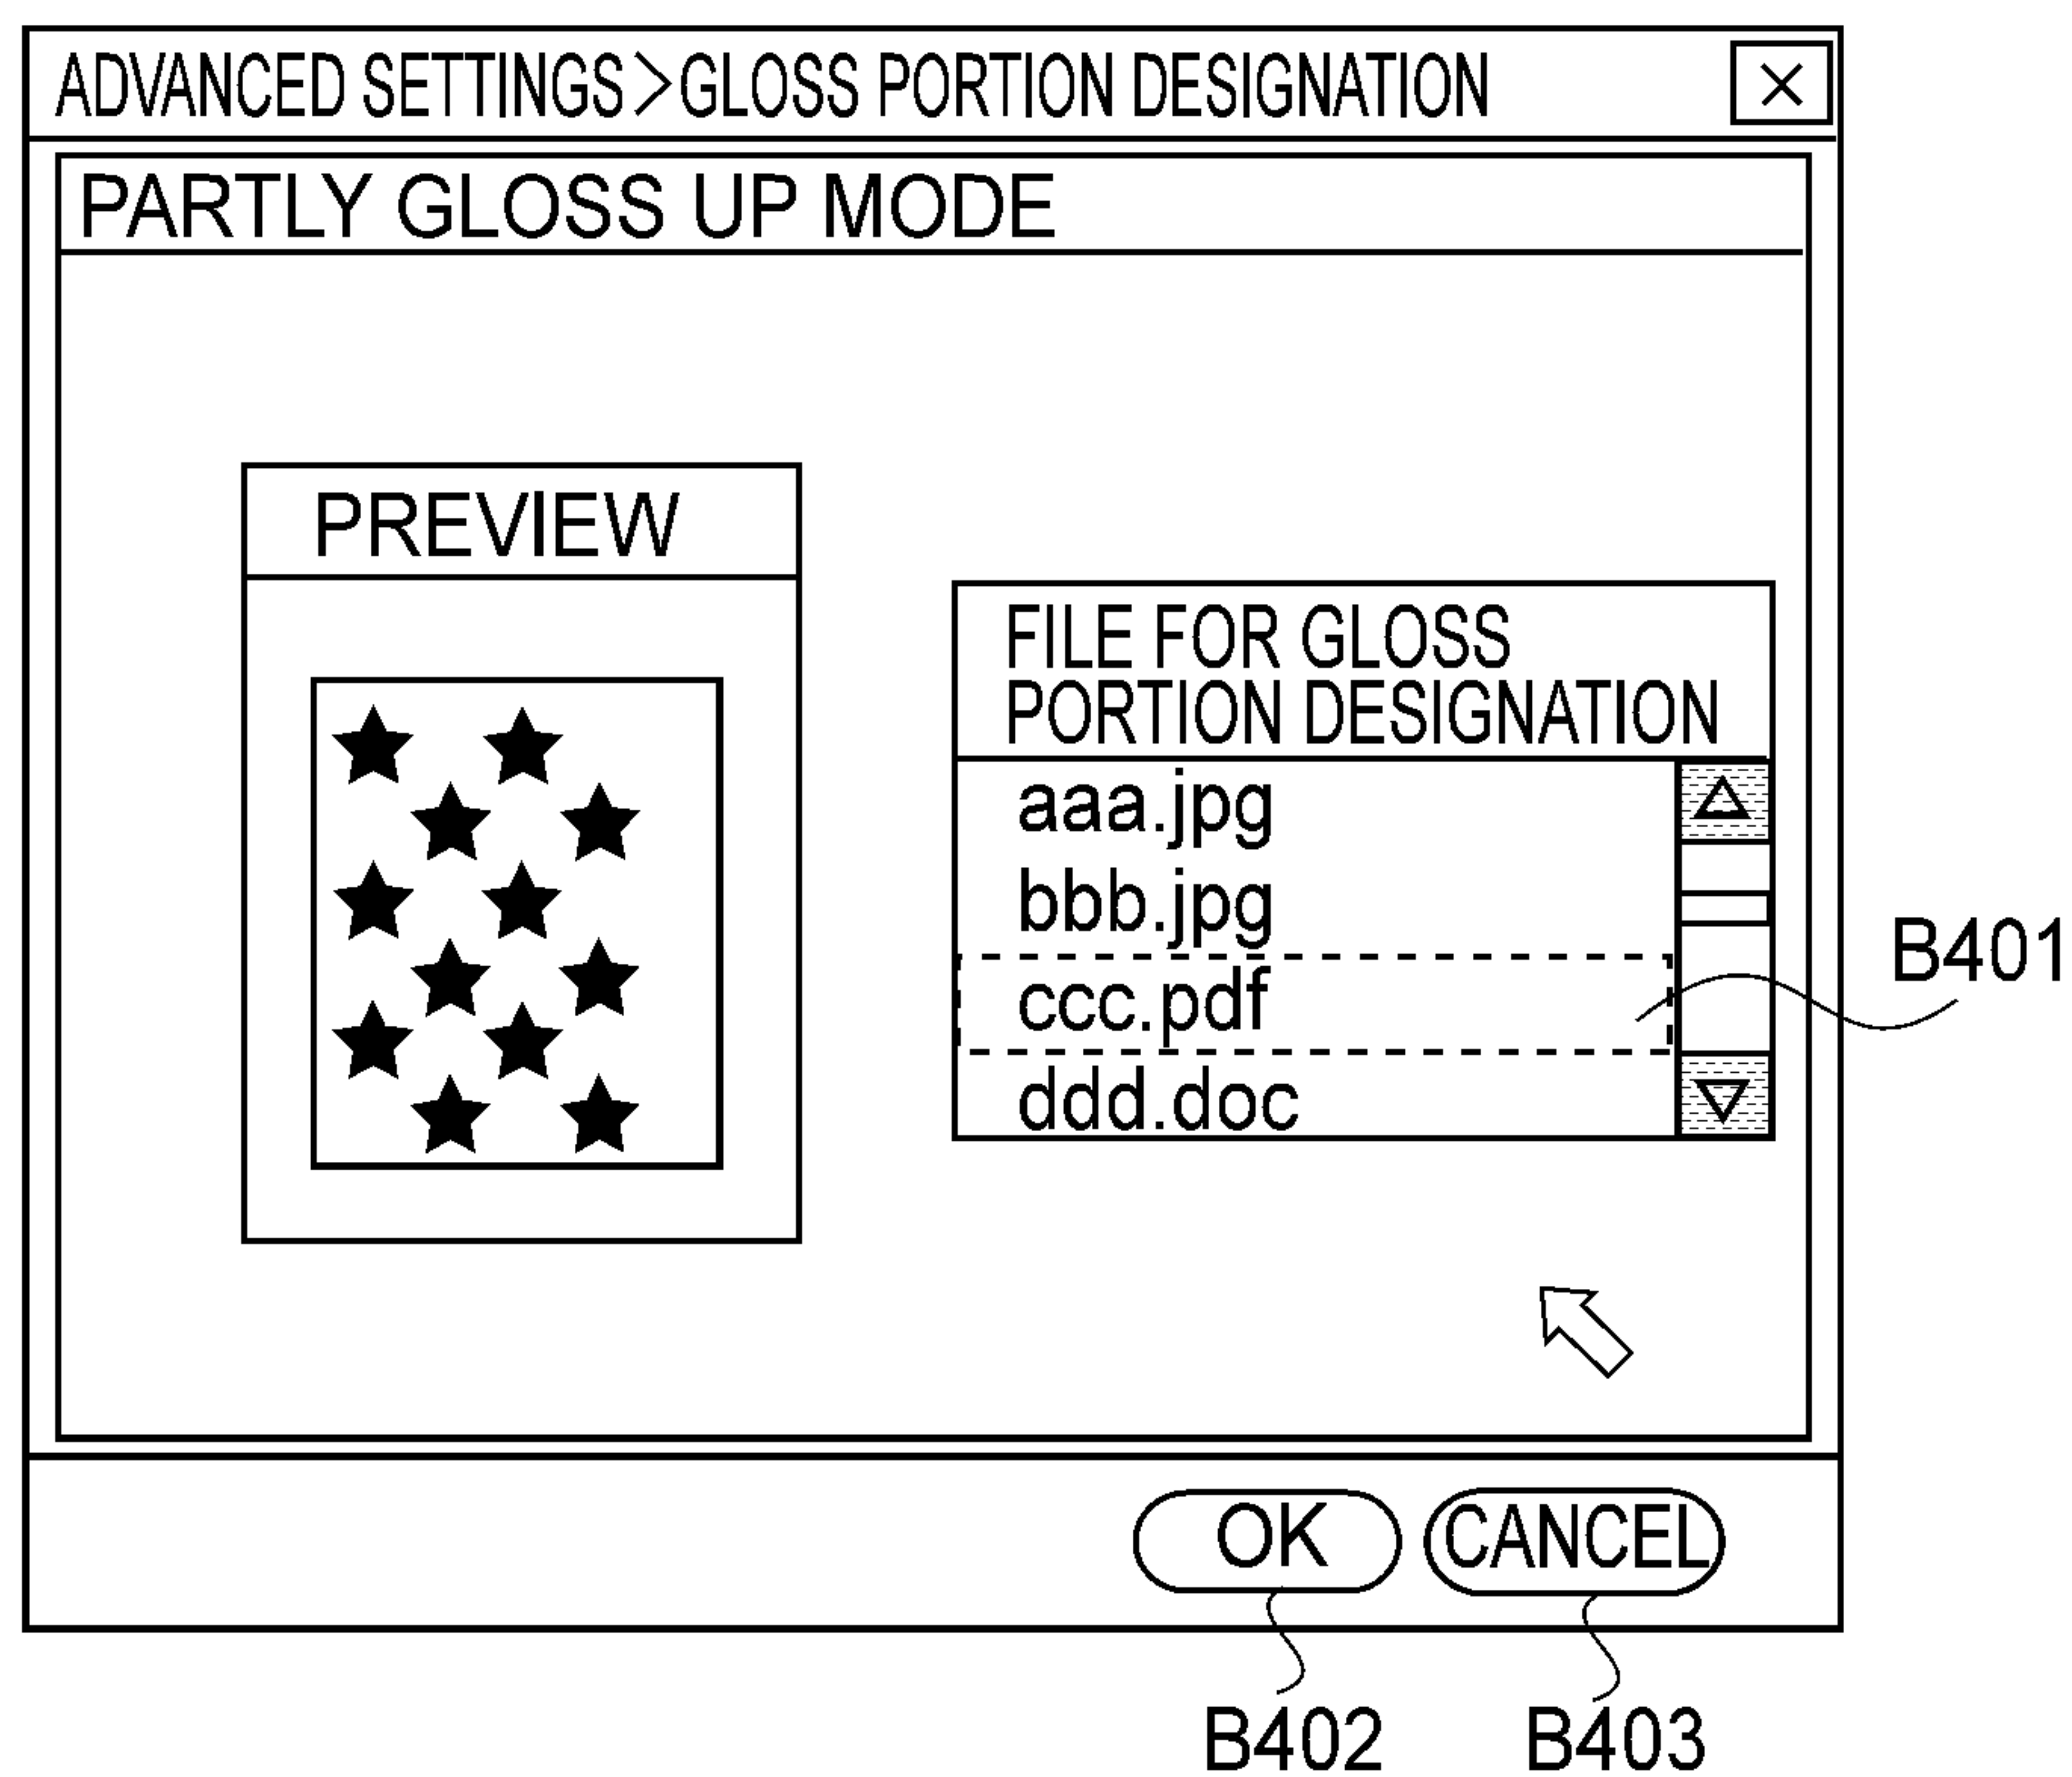 ADVANCED SETTINGS>GLOSS PORTION DESIGNATION
PARTLY GLOSS UP MODE
PREVIEW
FILE FOR GLOSS
PORTION DESIGNATION
aaa.jpg
bbb.jpg
ccc.pdf
ddd.doc
B401
OK
CANCEL
B402
B403